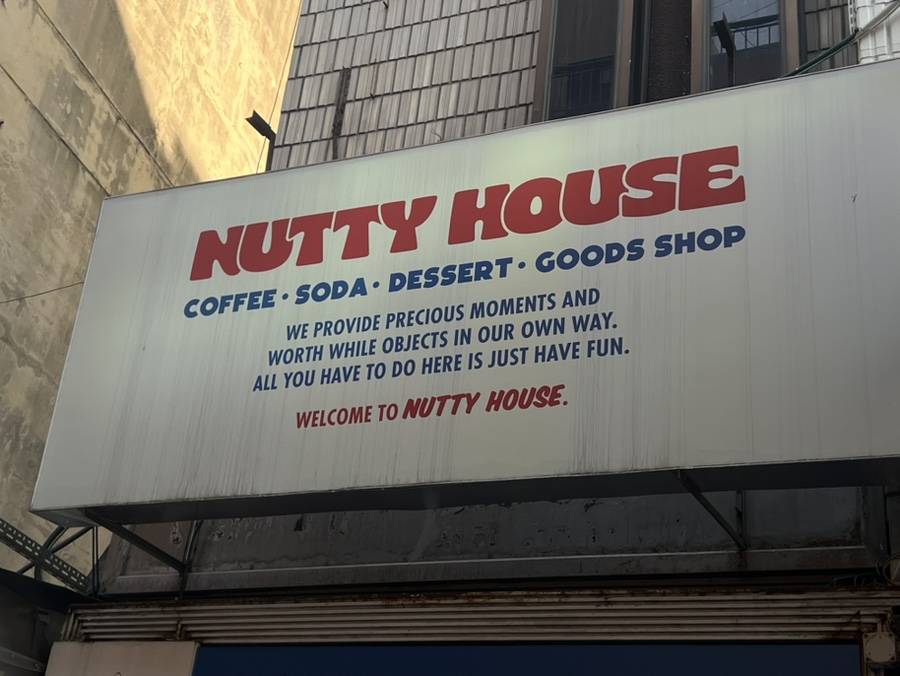 NUTTY HOUSE
COFFEE · SODA · DESSERT · GOODS SHOP
WE PROVIDE PRECIOUS MOMENTS AND
WORTH WHILE OBJECTS IN OUR OWN WAY.
ALL YOU HAVE TO DO HERE IS JUST HAVE FUN.
WELCOME TO NUTTY HOUSE.